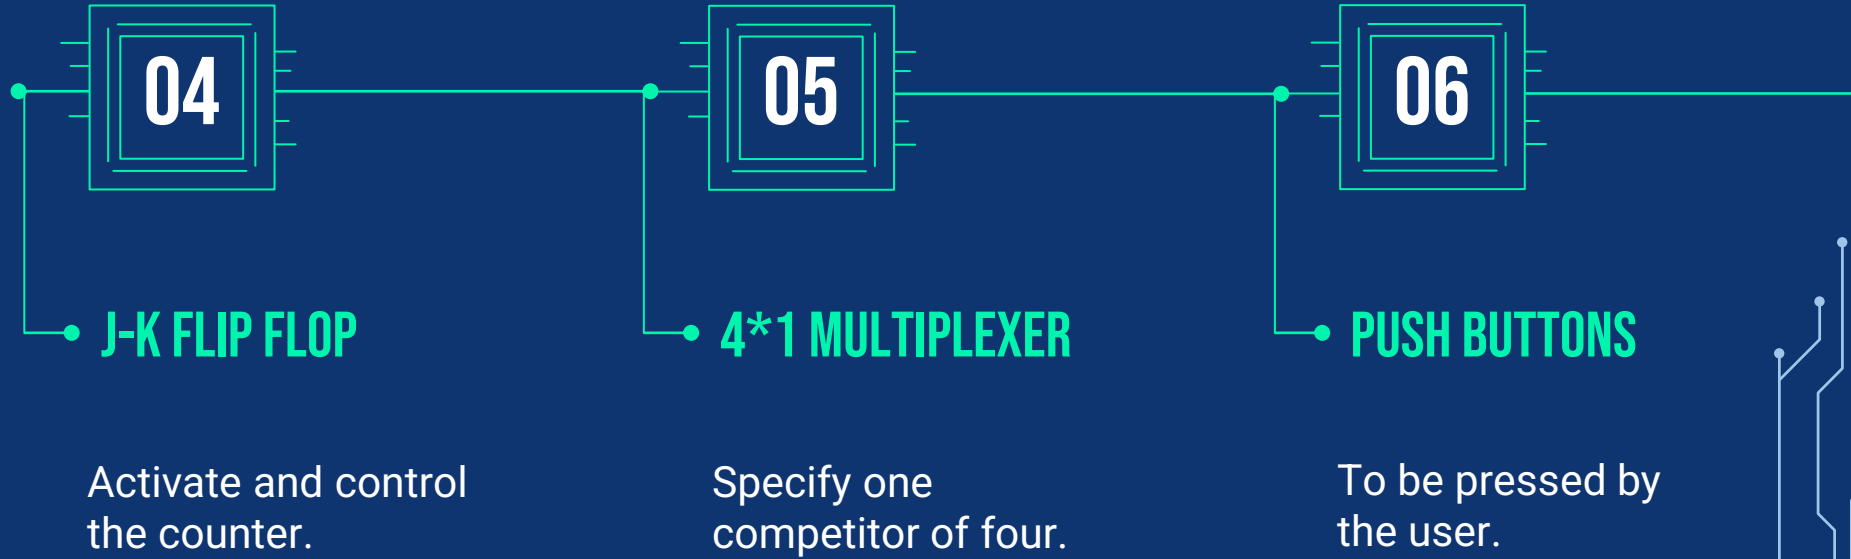 04
J-K FLIP FLOP
Activate and control
the counter.
05
4*1 MULTIPLEXER
Specify one
competitor of four.
06
PUSH BUTTONS
To be pressed by
the user.